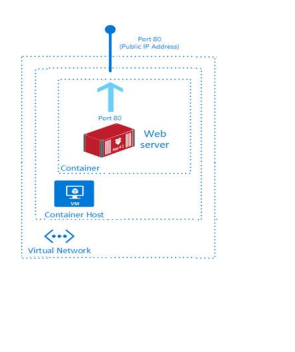 Port 80
(Public IP Address)
Port 80
Web
server
Container
VM
Container Host
Virtual Network